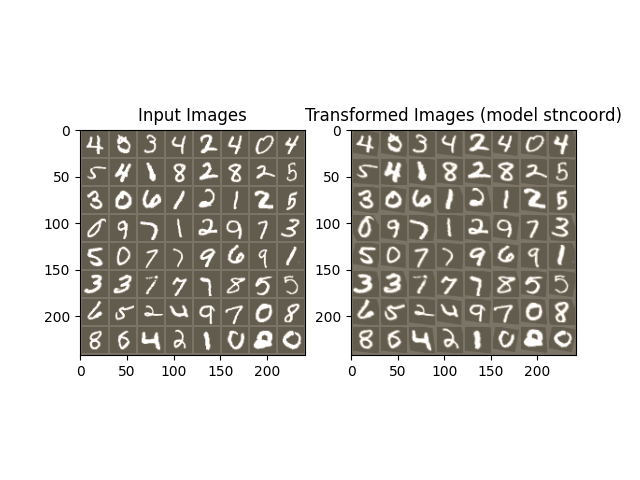 Input Images
Transformed Images (model stncoord)
0
50
100
150
200
0 50 100 150 200
4 0 3 4 2 4 0 4
5 4 1 8 2 8 2 5
3 0 6 1 2 1 2 5
0 9 7 1 2 9 7 3
5 0 7 7 9 6 9 1
3 3 7 7 7 8 5 5
6 5 2 4 9 7 0 8
8 6 4 2 1 0 8 0
0
50
100
150
200
0 50 100 150 200
4 0 3 4 2 4 0 4
5 4 1 8 2 8 2 5
3 0 6 1 2 1 2 5
0 9 7 1 2 9 7 3
5 0 7 7 9 6 9 1
3 3 7 7 7 8 5 5
6 5 2 4 9 7 0 8
8 6 4 2 1 0 0